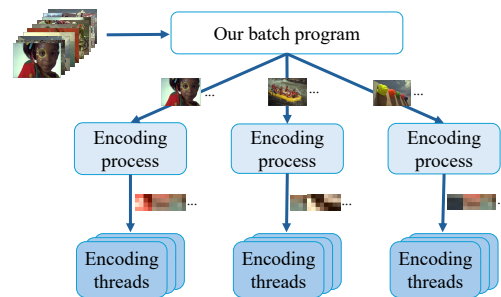 Our batch program
...
...
...
Encoding
process
Encoding
process
Encoding
process
...
...
...
Encoding
threads
Encoding
threads
Encoding
threads